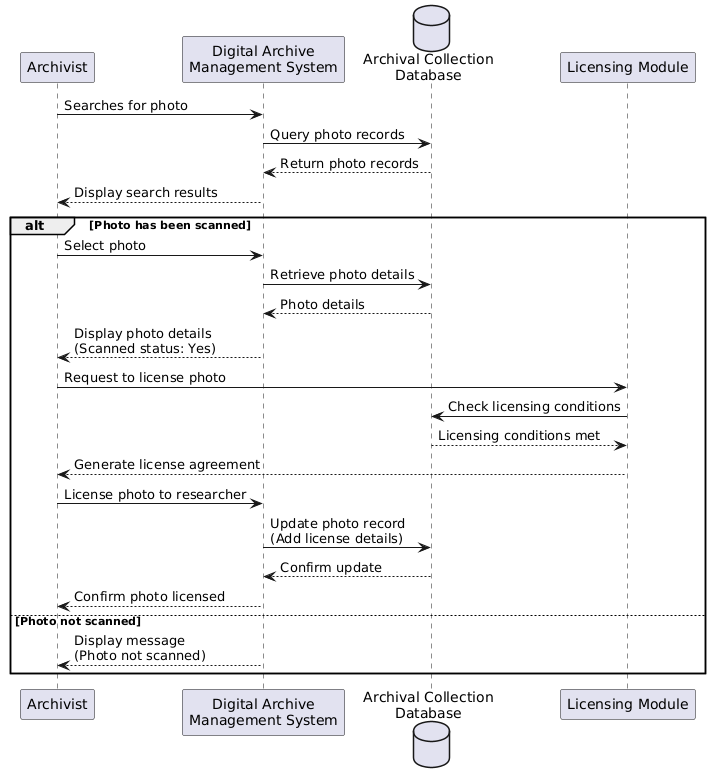 Archivist
Digital Archive
Management System
Archival Collection
Database
Licensing Module
Searches for photo
Query photo records
Return photo records
Display search results
alt
[Photo has been scanned]
Select photo
Retrieve photo details
Photo details
Display photo details
(Scanned status: Yes)
Request to license photo
Check licensing conditions
Licensing conditions met
Generate license agreement
License photo to researcher
Update photo record
(Add license details)
Confirm update
Confirm photo licensed
[Photo not scanned]
Display message
(Photo not scanned)
Archivist
Digital Archive
Management System
Archival Collection
Database
Licensing Module